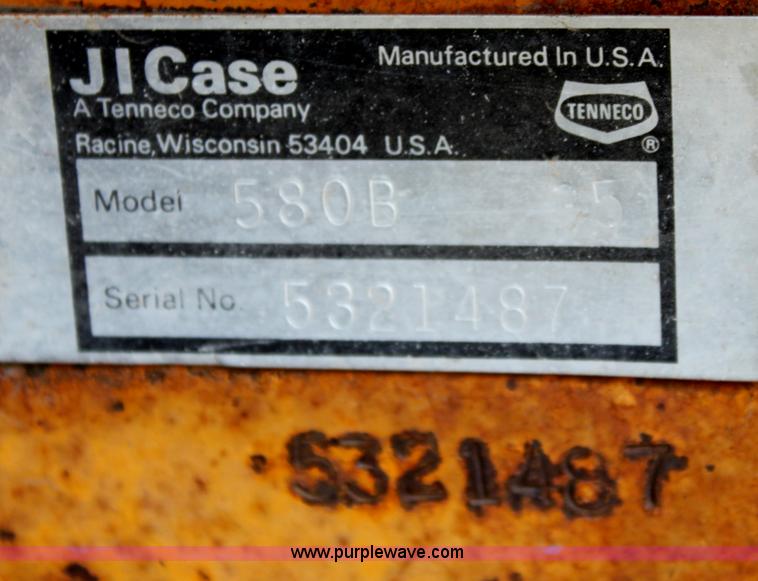 JI Case
Manufactured In U.S.A.
A Tenneco Company
TENNECO
Racine, Wisconsin 53404 U.S.A.
®
Model 580B 5
Serial No. 5321487
5321487
www.purplewave.com